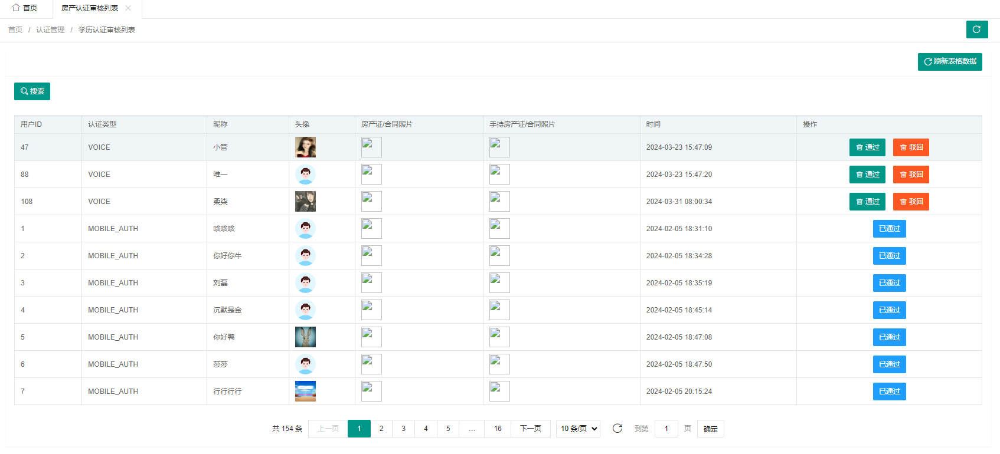 首页 房产认证审核列表
首页 / 认证管理 / 学历认证审核列表
刷新表格数据
搜索
用户ID 认证类型 昵称 头像 房产证/合同照片 手持房产证/合同照片 时间 操作
47 VOICE 小管 2024-03-23 15:47:09 通过 驳回
88 VOICE 唯一 2024-03-23 15:47:20 通过 驳回
108 VOICE 柔柒 2024-03-31 08:00:34 通过 驳回
1 MOBILE_AUTH 咳咳咳 2024-02-05 18:31:10 已通过
2 MOBILE_AUTH 你好你牛 2024-02-05 18:34:28 已通过
3 MOBILE_AUTH 刘磊 2024-02-05 18:35:19 已通过
4 MOBILE_AUTH 沉默是金 2024-02-05 18:45:14 已通过
5 MOBILE_AUTH 你好鸭 2024-02-05 18:47:08 已通过
6 MOBILE_AUTH 莎莎 2024-02-05 18:47:50 已通过
7 MOBILE_AUTH 行行行行 2024-02-05 20:15:24 已通过
共 154 条 上一页 1 2 3 4 5 … 16 下一页 10 条/页 到第 1 页 确定